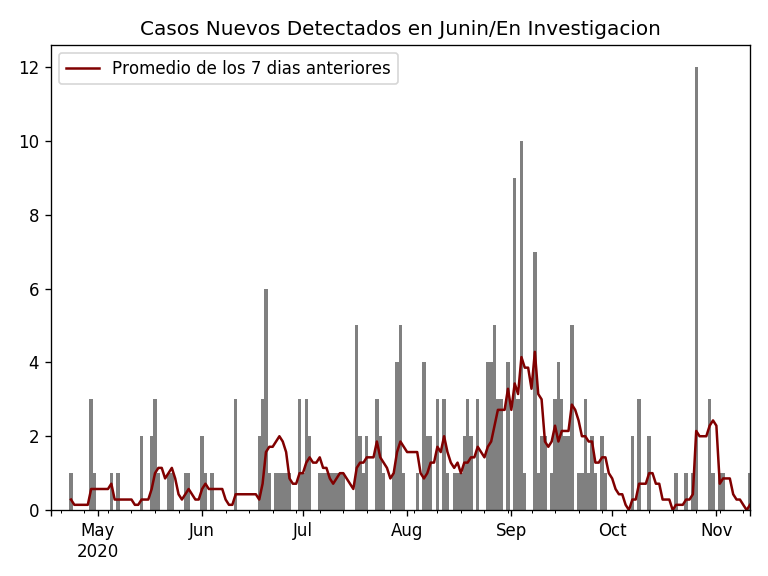 Casos Nuevos Detectados en Junin/En Investigacion
Promedio de los 7 dias anteriores
12
10
8
6
4
2
0
May Jun Jul Aug Sep Oct Nov
2020